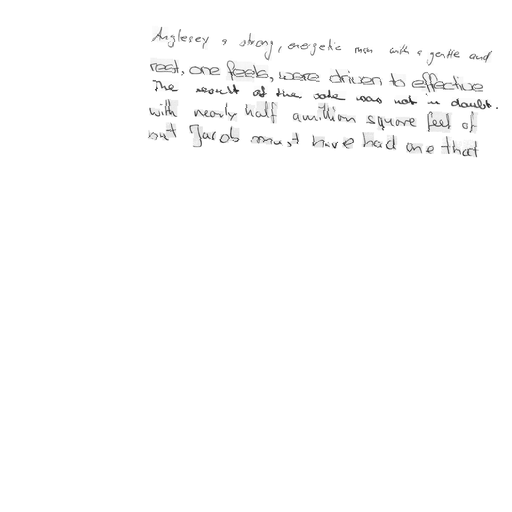 Anglesey a strong, energetic man with a gentle and
rest, one feels, were driven to effective
The result of the vote was not in doubt.
with nearly half a million square feet of
but Jacob must have had one that